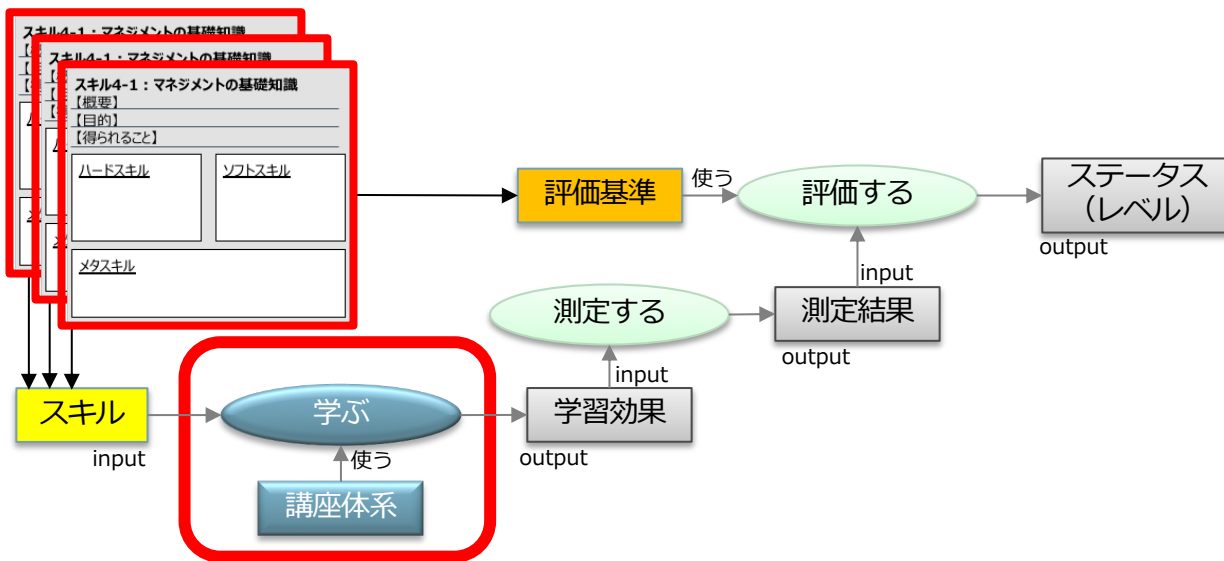 スキル4-1：マネジメントの基礎知識
スキル4-1：マネジメントの基礎知識
スキル4-1：マネジメントの基礎知識
【概要】
【目的】
【得られること】
ハードスキル
ソフトスキル
メタスキル
評価基準
使う
評価する
ステータス
（レベル）
output
input
測定する
測定結果
output
input
スキル
input
学ぶ
使う
講座体系
学習効果
output